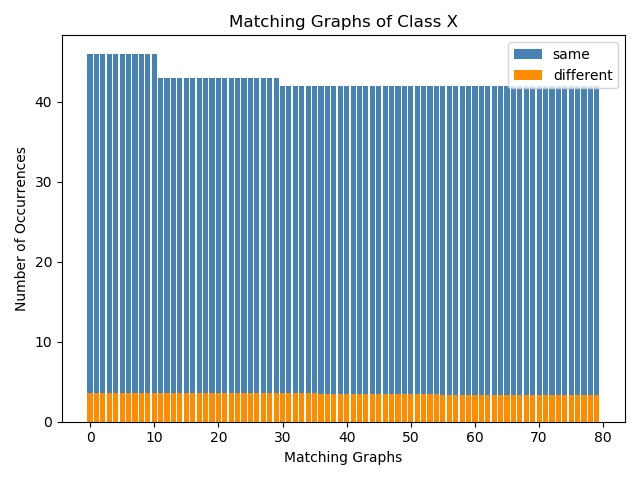 Matching Graphs of Class X
same
different
Number of Occurrences
40
30
20
10
0
0 10 20 30 40 50 60 70 80
Matching Graphs